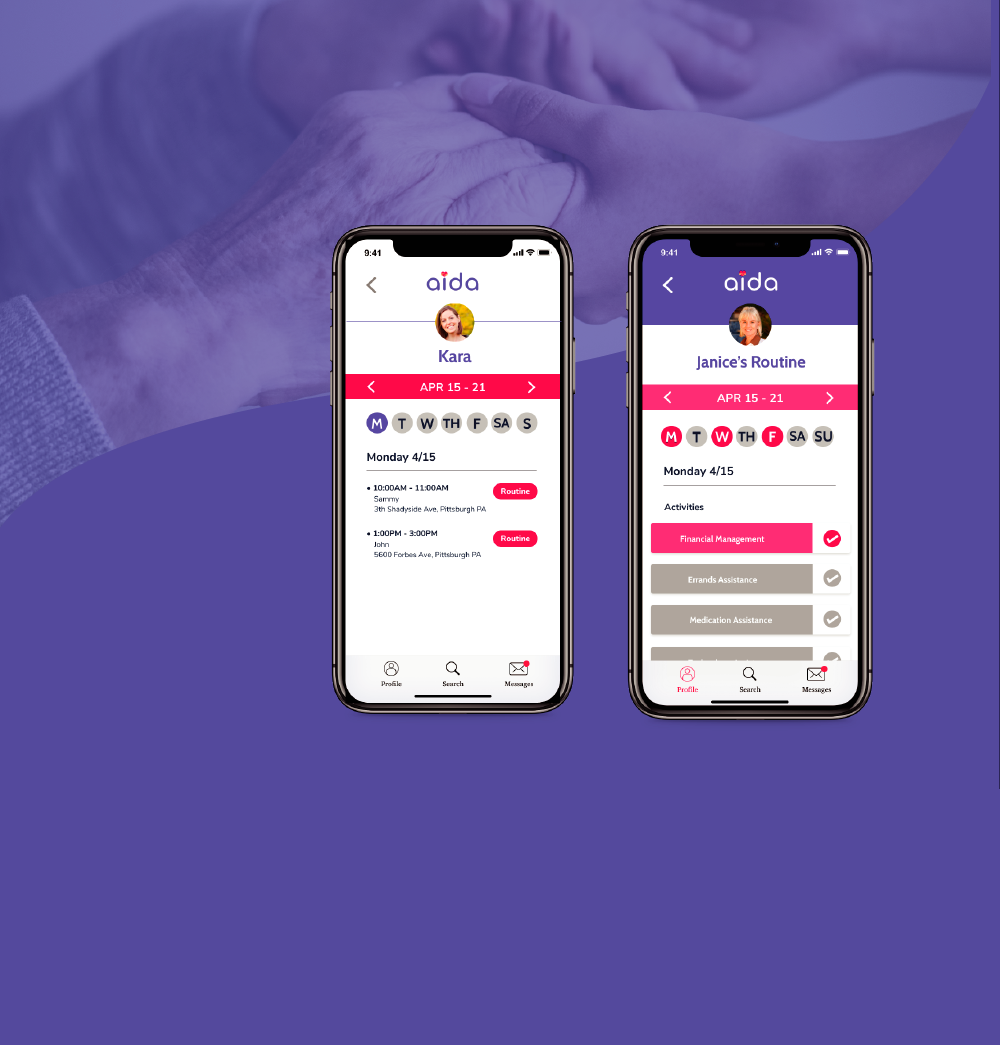 9:41
aida
Kara
APR 15 - 21
M T W TH F SA S
Monday 4/15
• 10:00AM - 11:00AM
Routine
Sammy
3th Shadyside Ave, Pittsburgh PA
• 1:00PM - 3:00PM
Routine
John
5600 Forbes Ave, Pittsburgh PA
Profile
Search
Messages
9:41
aida
Janice's Routine
APR 15 - 21
M T W TH F SA SU
Monday 4/15
Activities
Financial Management
Errands Assistance
Medication Assistance
Profile
Search
Messages